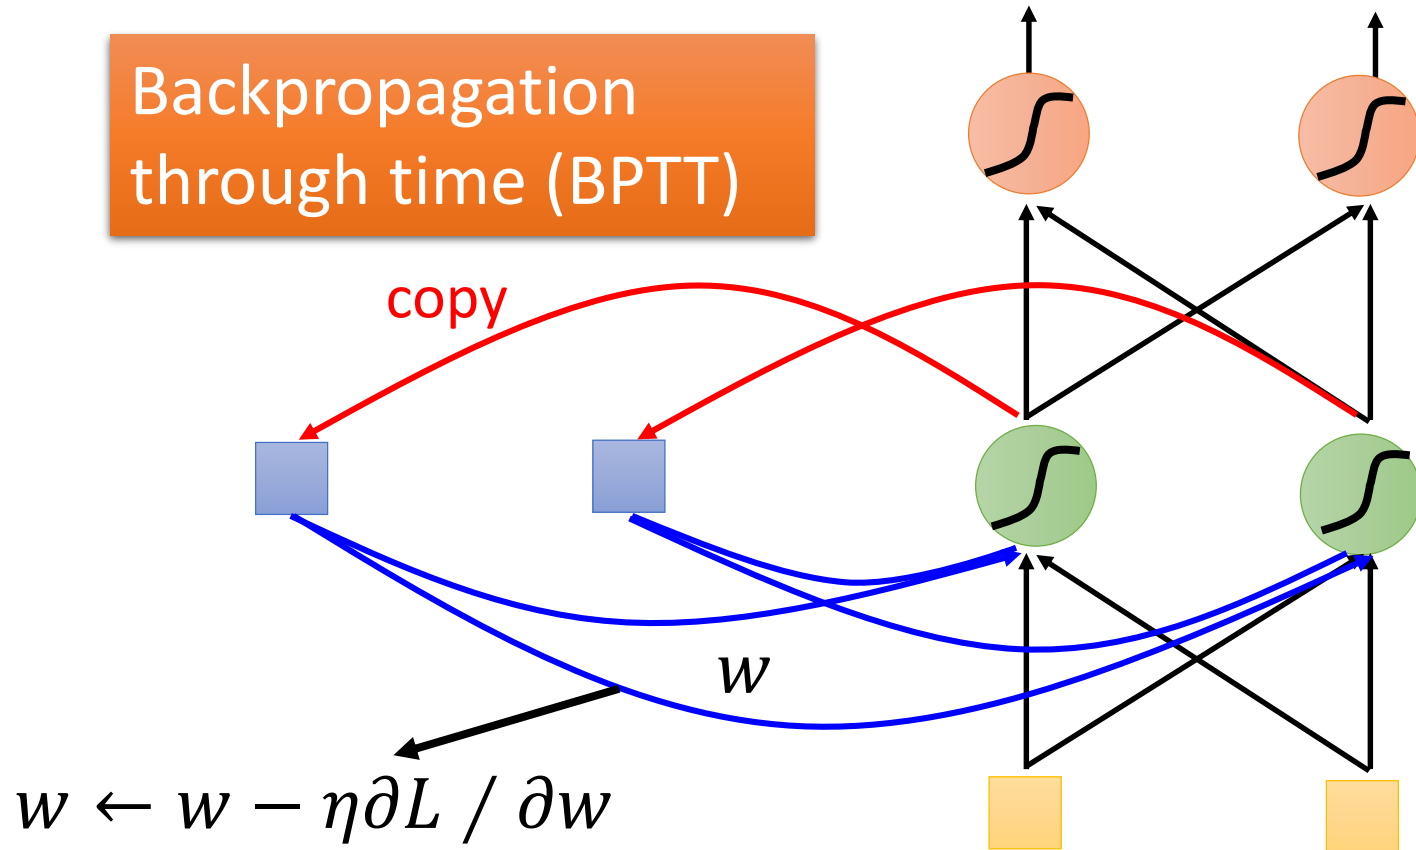 Backpropagation
through time (BPTT)
copy
𝑤
𝑤 ← 𝑤 − 𝜂𝜕𝐿 / 𝜕𝑤